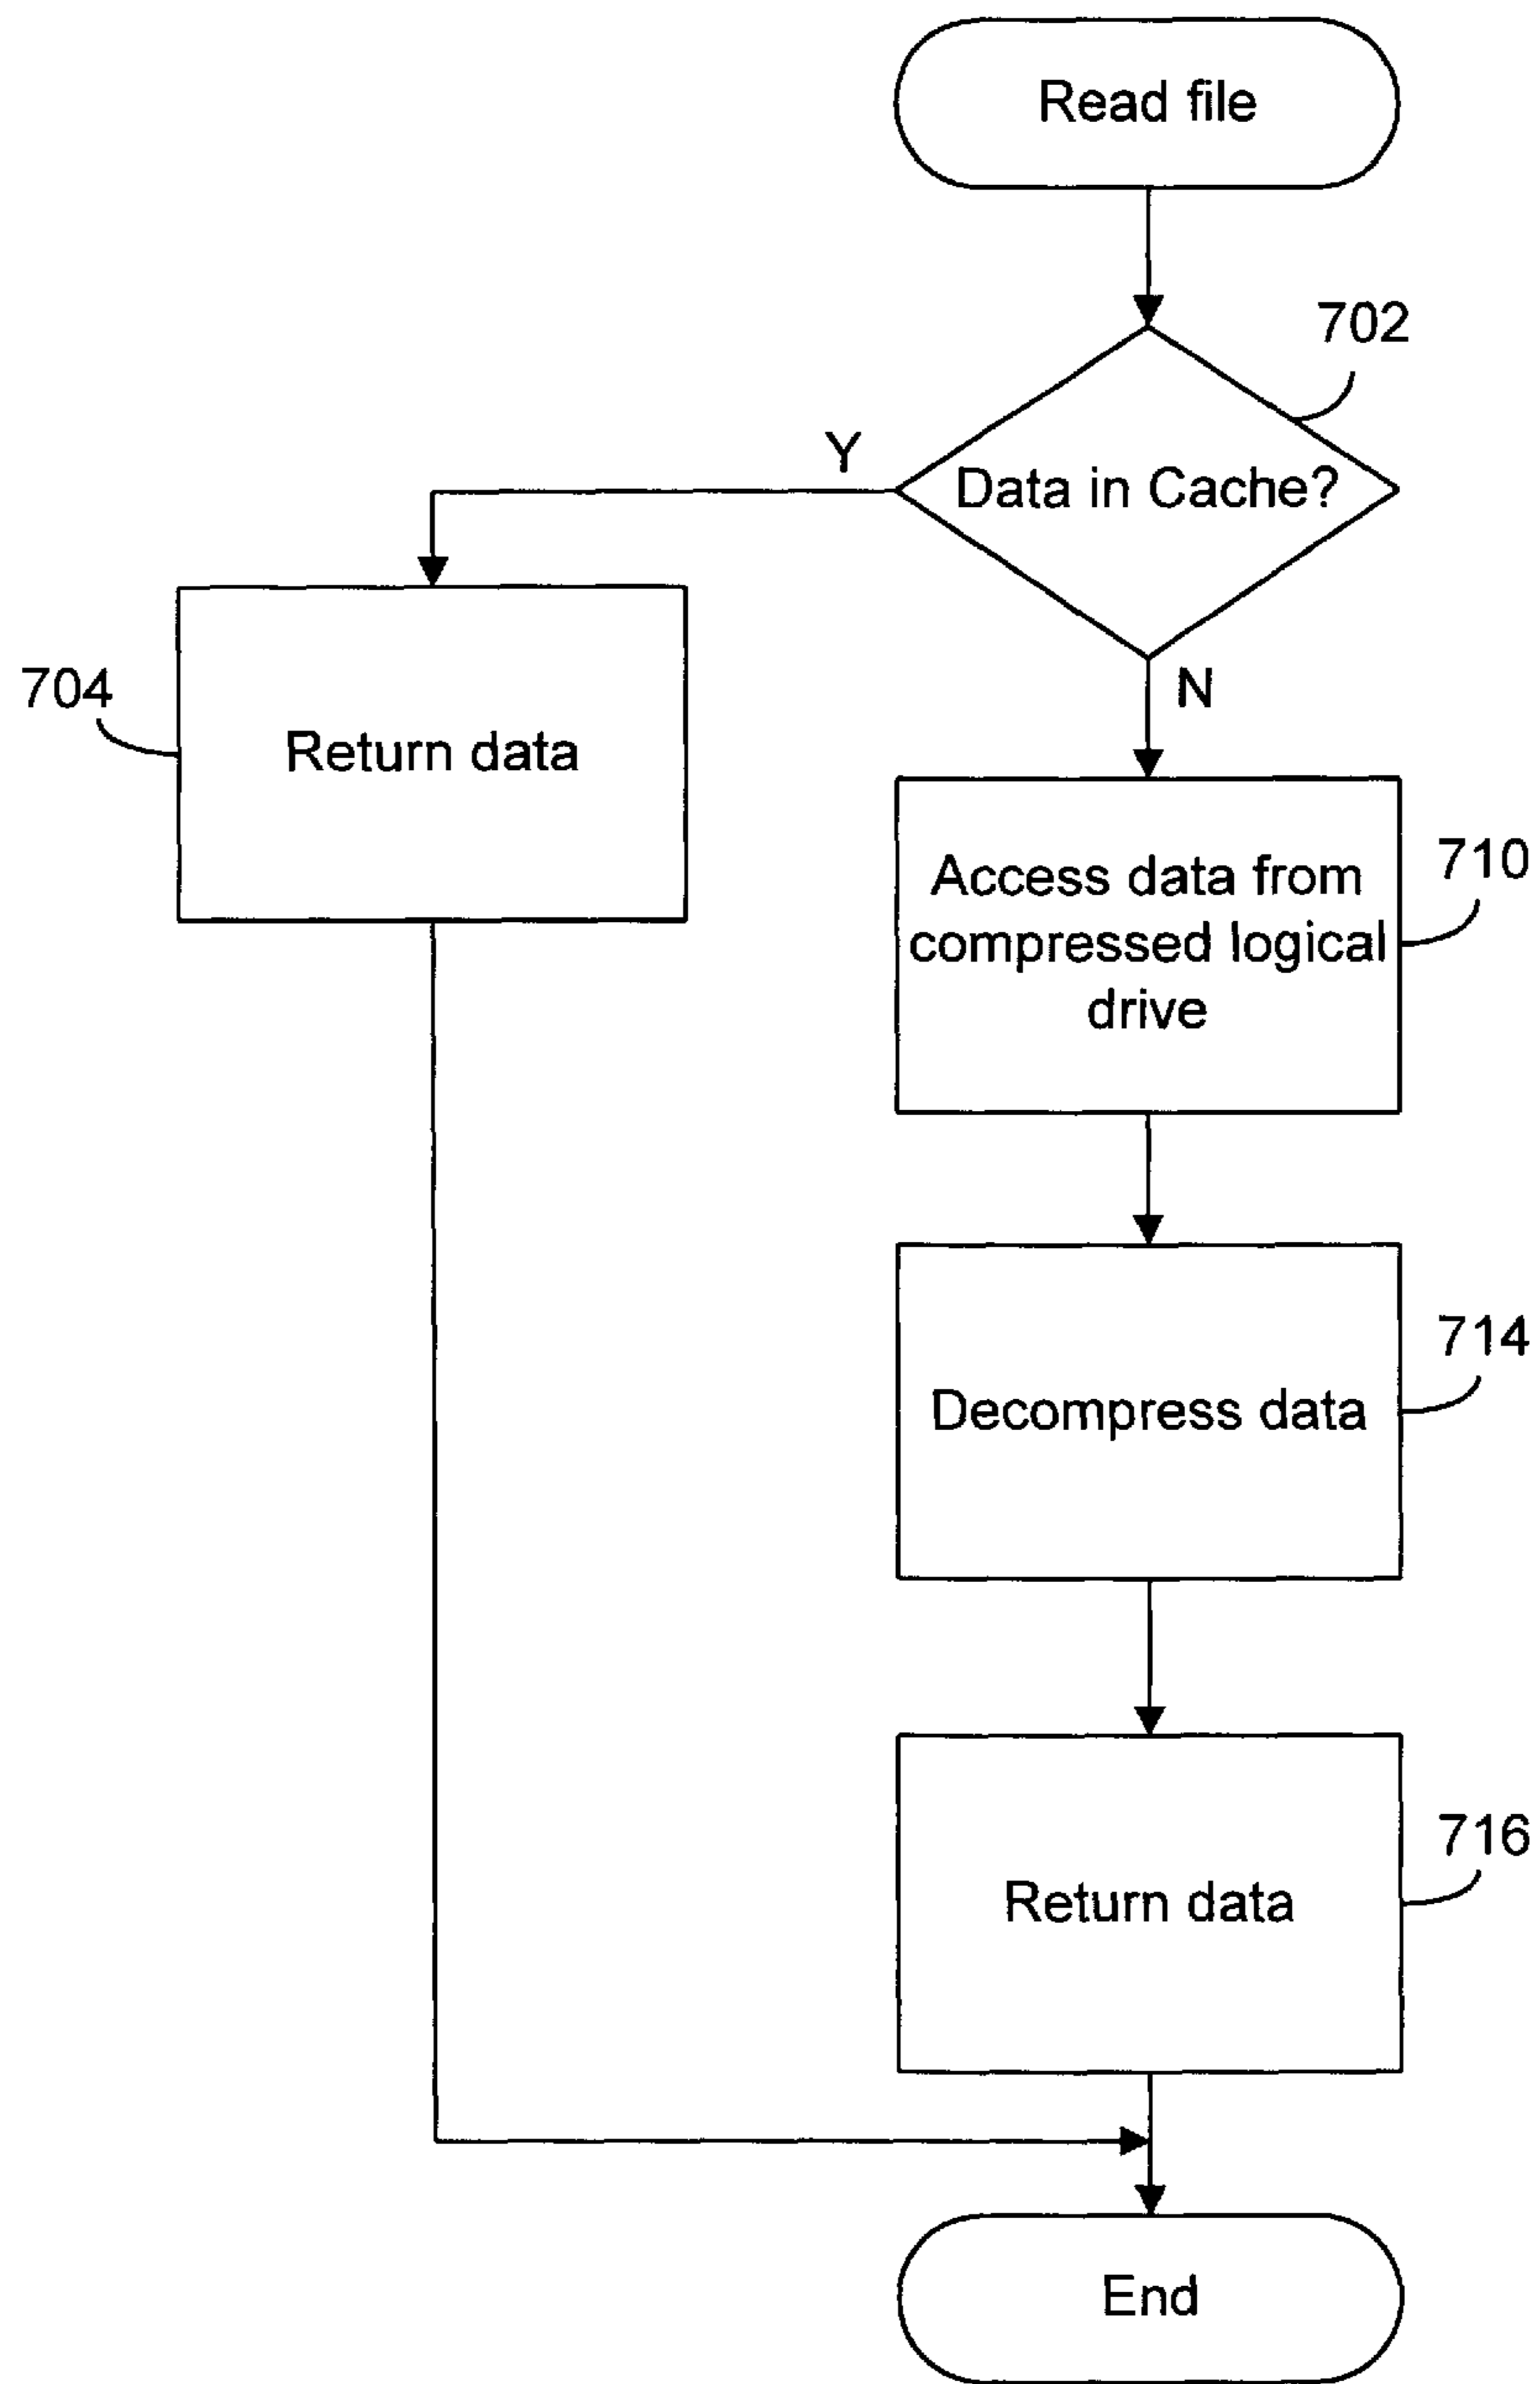 Read file
702
Data in Cache?
Y
N
704
Return data
710
Access data from
compressed logical
drive
714
Decompress data
716
Return data
End